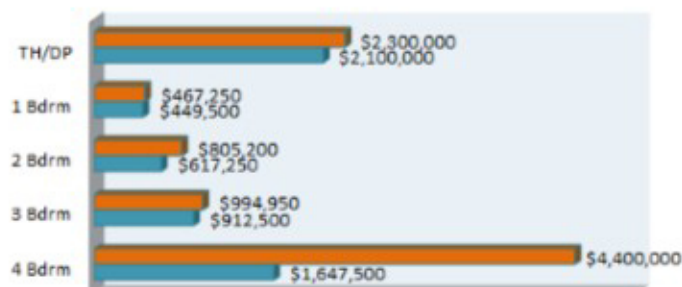 TH/DP
$2,300,000
$2,100,000
1 Bdrm
$467,250
$449,500
2 Bdrm
$805,200
$617,250
3 Bdrm
$994,950
$912,500
4 Bdrm
$4,400,000
$1,647,500